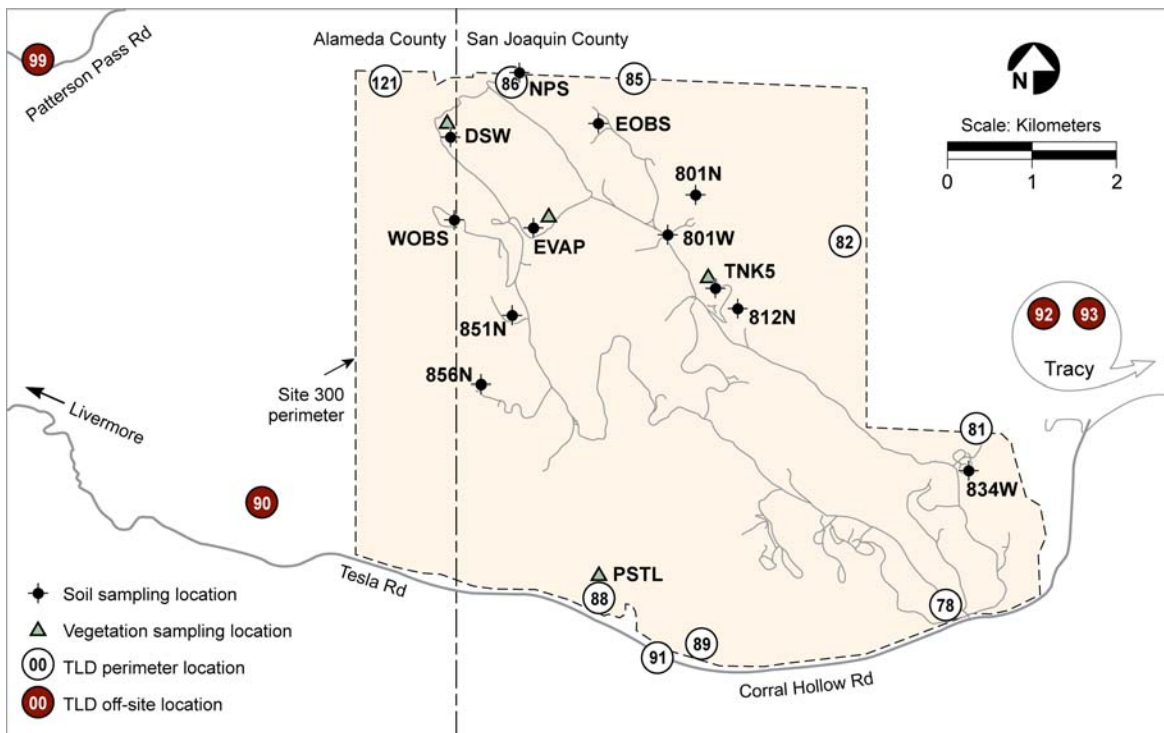 Alameda County
San Joaquin County
99
Patterson Pass Rd
121
86
85
NPS
N
Scale: Kilometers
0
1
2
DSW
EOBS
801N
WOBS
EVAP
801W
82
TNK5
812N
851N
92
93
Tracy
856N
Site 300
perimeter
Livermore
81
834W
90
Tesla Rd
PSTL
88
78
89
91
Corral Hollow Rd
Soil sampling location
Vegetation sampling location
00
TLD perimeter location
00
TLD off-site location